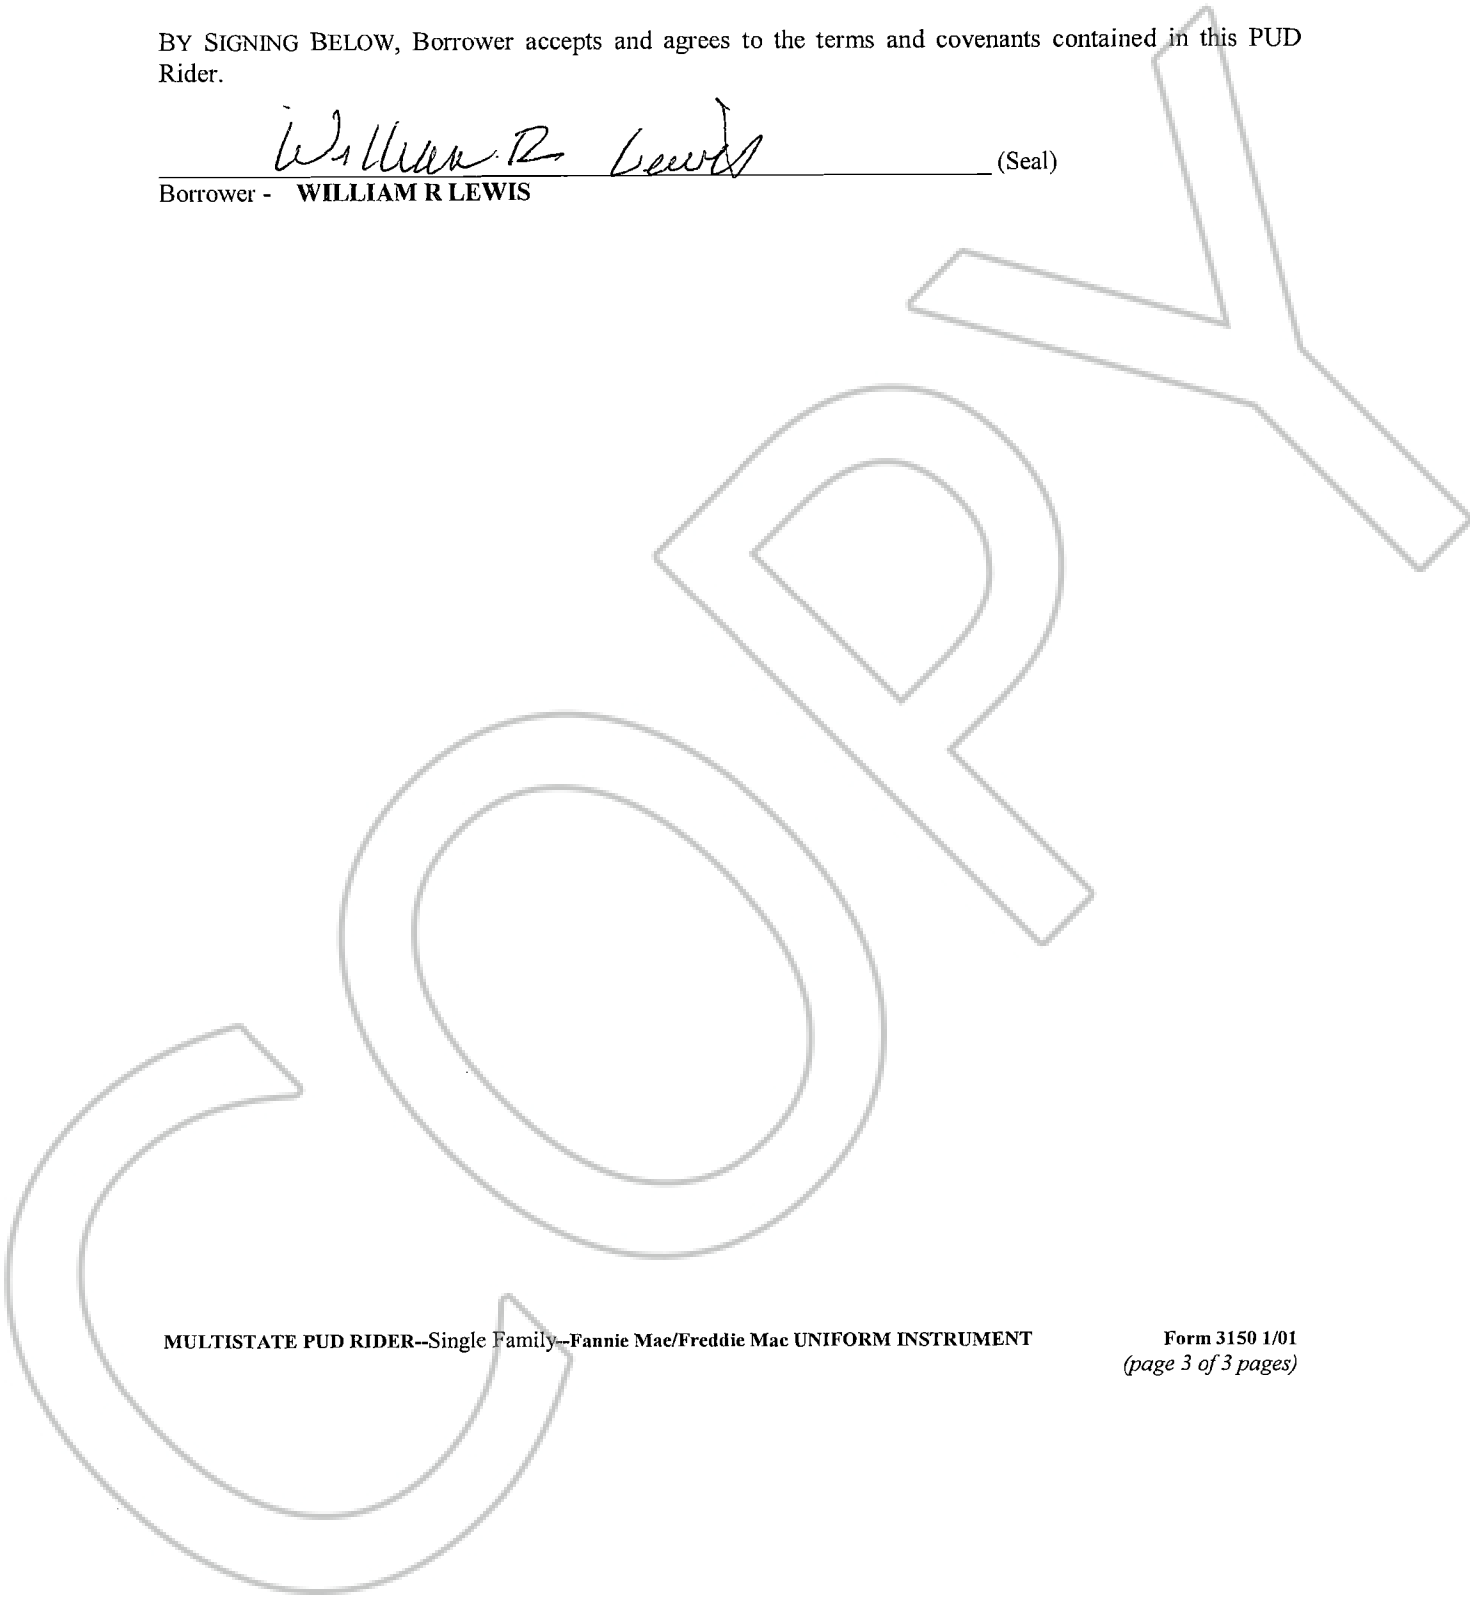 BY SIGNING BELOW, Borrower accepts and agrees to the terms and covenants contained in this PUD
Rider.
William R Lewis
(Seal)
Borrower - WILLIAM R LEWIS
COPY
MULTISTATE PUD RIDER--Single Family--Fannie Mae/Freddie Mac UNIFORM INSTRUMENT Form 3150 1/01
(page 3 of 3 pages)